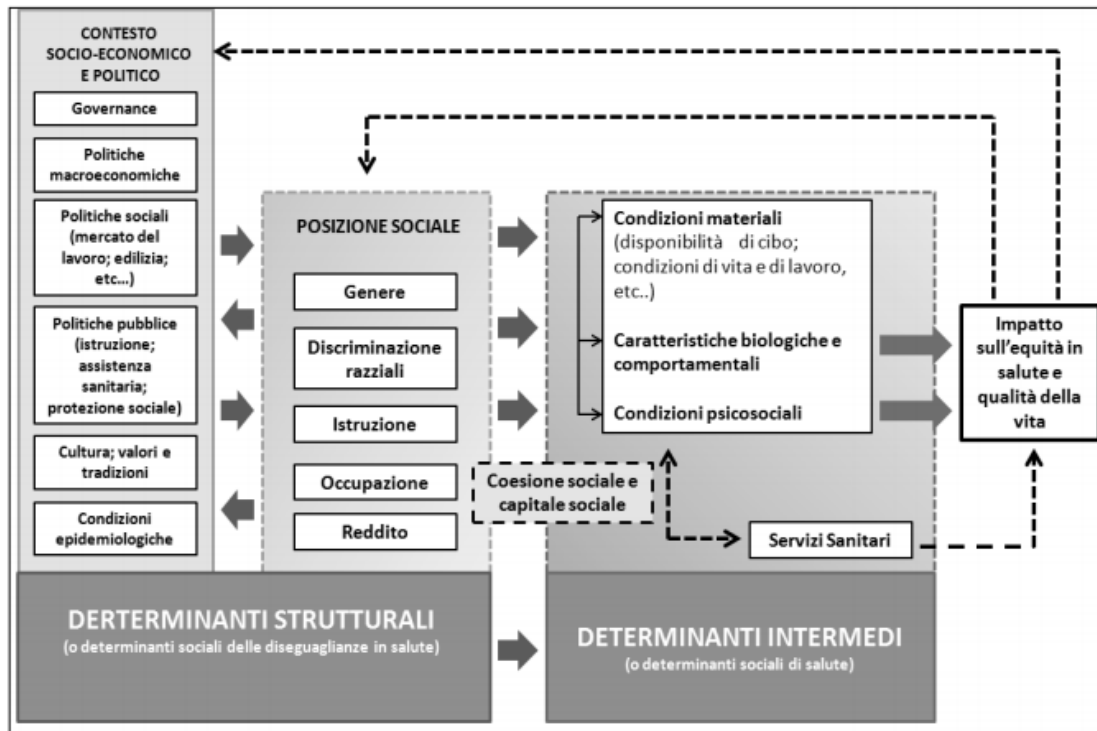 CONTESTO
SOCIO-ECONOMICO
E POLITICO
Governance
Politiche
macroeconomiche
Politiche sociali
(mercato del
lavoro; edilizia;
etc...)
Politiche pubblice
(istruzione;
assistenza
sanitaria;
protezione sociale)
Cultura; valori e
tradizioni
Condizioni
epidemiologiche
POSIZIONE SOCIALE
Genere
Discriminazione
razziali
Istruzione
Occupazione
Reddito
Coesione sociale e
capitale sociale
Condizioni materiali
(disponibilità di cibo;
condizioni di vita e di lavoro,
etc..)
Caratteristiche biologiche e
comportamentali
Condizioni psicosociali
Servizi Sanitari
Impatto
sull'equità in
salute e
qualità della
vita
DERTERMINANTI STRUTTURALI
(o determinanti sociali delle diseguaglianze in salute)
DETERMINANTI INTERMEDI
(o determinanti sociali di salute)